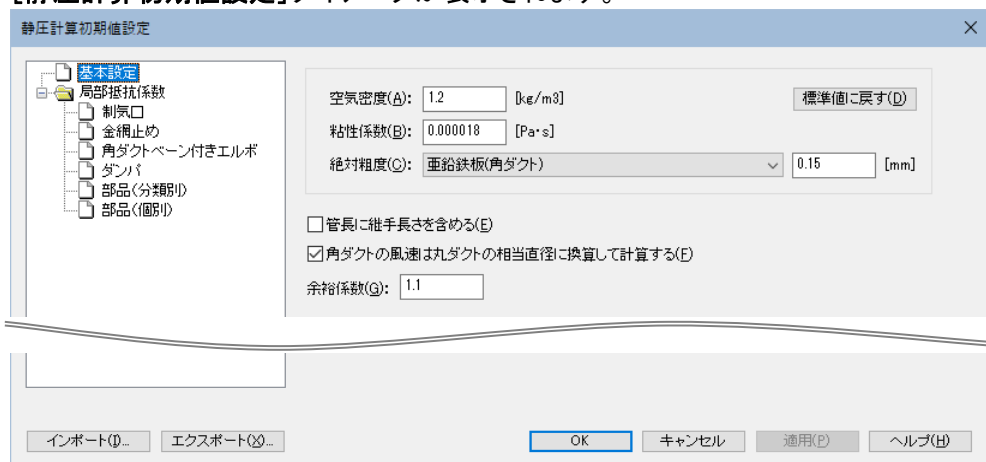 [静圧計算初期値設定]ダイアログが表示されます。
静圧計算初期値設定
基本設定
局部抵抗係数
制気口
金網止め
角ダクトベーン付きエルボ
ダンパ
部品(分類別)
部品(個別)
空気密度(A): 1.2 [kg/m3] 標準値に戻す(D)
粘性係数(B): 0.000018 [Pa・s]
絶対粗度(C): 亜鉛鉄板(角ダクト) 0.15 [mm]
管長に継手長さを含める(E)
角ダクトの風速は丸ダクトの相当直径に換算して計算する(F)
余裕係数(G): 1.1
インポート(I)... エクスポート(X)... OK キャンセル 適用(P) ヘルプ(H)